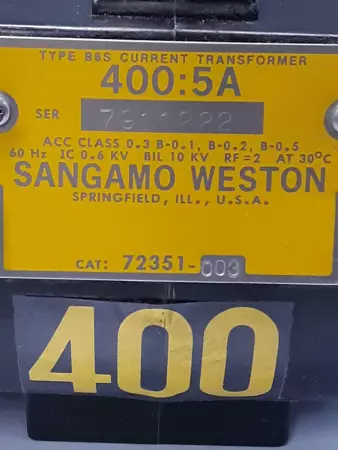 TYPE B6S CURRENT TRANSFORMER
400:5A
SER
ACC CLASS 0.3 B-0.1, B-0.2, B-0.5
60 Hz IC 0.6 KV BIL 10 KV RF=2 AT 30°C
SANGAMO WESTON
SPRINGFIELD, ILL., U.S.A.
CAT: 72351-003
400